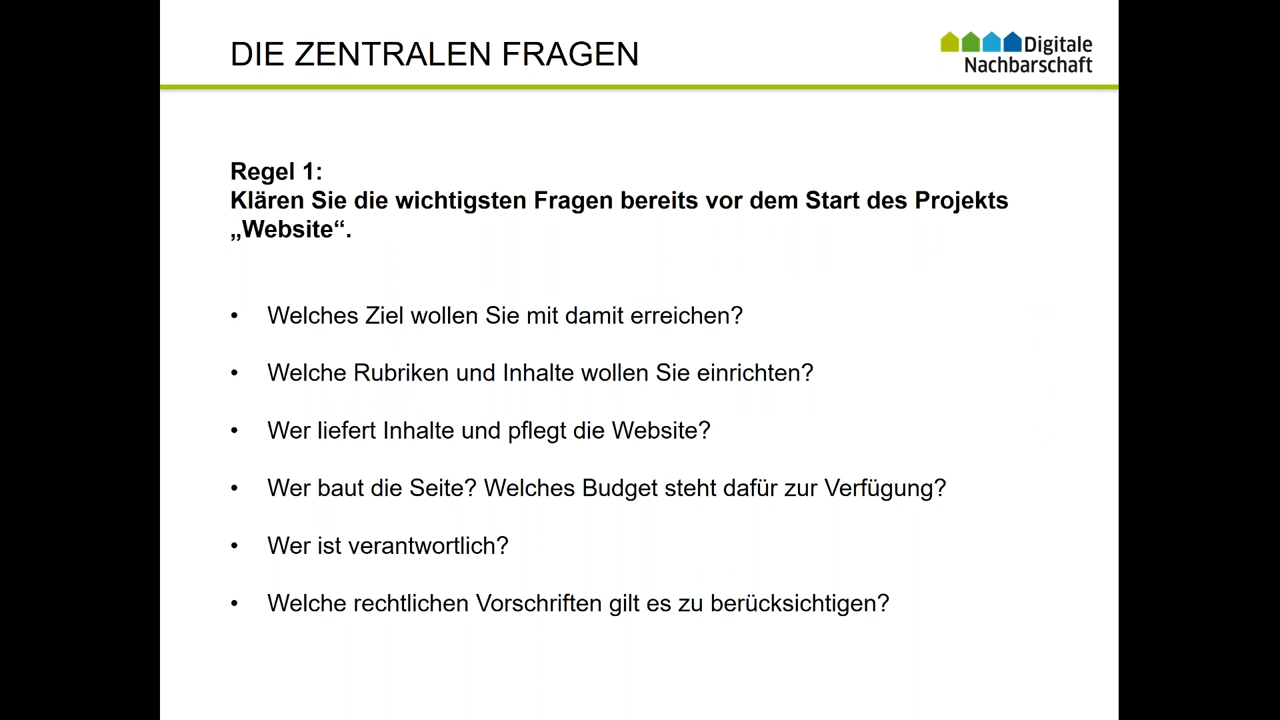 DIE ZENTRALEN FRAGEN
Digitale
Nachbarschaft
Regel 1:
Klären Sie die wichtigsten Fragen bereits vor dem Start des Projekts
„Website“.
• Welches Ziel wollen Sie mit damit erreichen?
• Welche Rubriken und Inhalte wollen Sie einrichten?
• Wer liefert Inhalte und pflegt die Website?
• Wer baut die Seite? Welches Budget steht dafür zur Verfügung?
• Wer ist verantwortlich?
• Welche rechtlichen Vorschriften gilt es zu berücksichtigen?